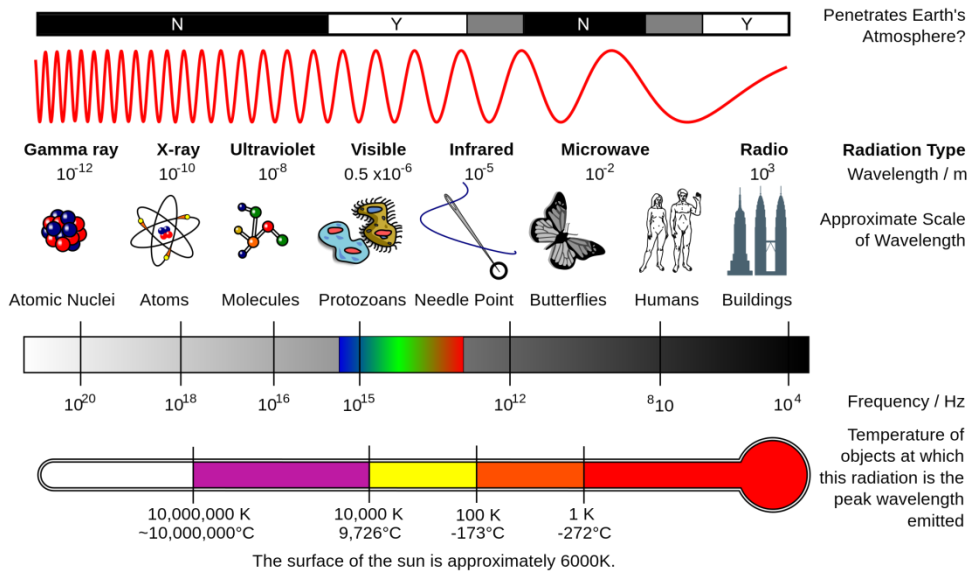 N Y N Y
Penetrates Earth's
Atmosphere?
Gamma ray X-ray Ultraviolet Visible Infrared Microwave Radio Radiation Type
10⁻¹² 10⁻¹⁰ 10⁻⁸ 0.5 x10⁻⁶ 10⁻⁵ 10⁻² 10³ Wavelength / m
Approximate Scale
of Wavelength
Atomic Nuclei Atoms Molecules Protozoans Needle Point Butterflies Humans Buildings
10²⁰ 10¹⁸ 10¹⁶ 10¹⁵ 10¹² ⁸10 10⁴ Frequency / Hz
Temperature of
objects at which
this radiation is the
peak wavelength
emitted
10,000,000 K 10,000 K 100 K 1 K
~10,000,000°C 9,726°C -173°C -272°C
The surface of the sun is approximately 6000K.